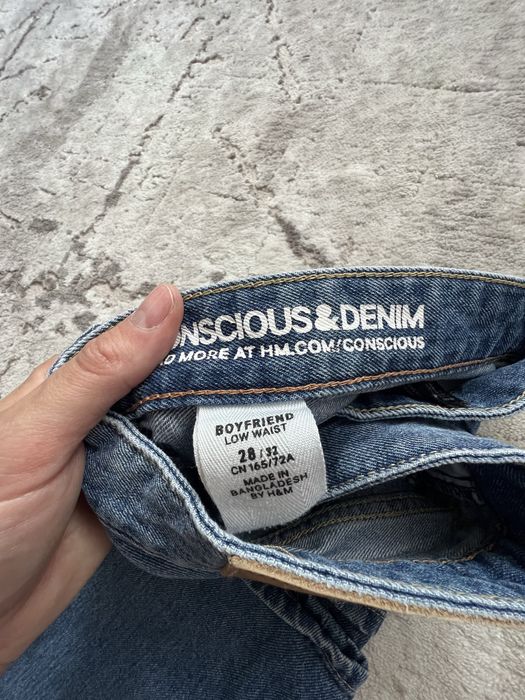 ONSCIOUS&DENIM
D MORE AT HM.COM/CONSCIOUS
BOYFRIEND
LOW WAIST
28/32
CN 165/72A
MADE IN
BANGLADESH
BY H&M